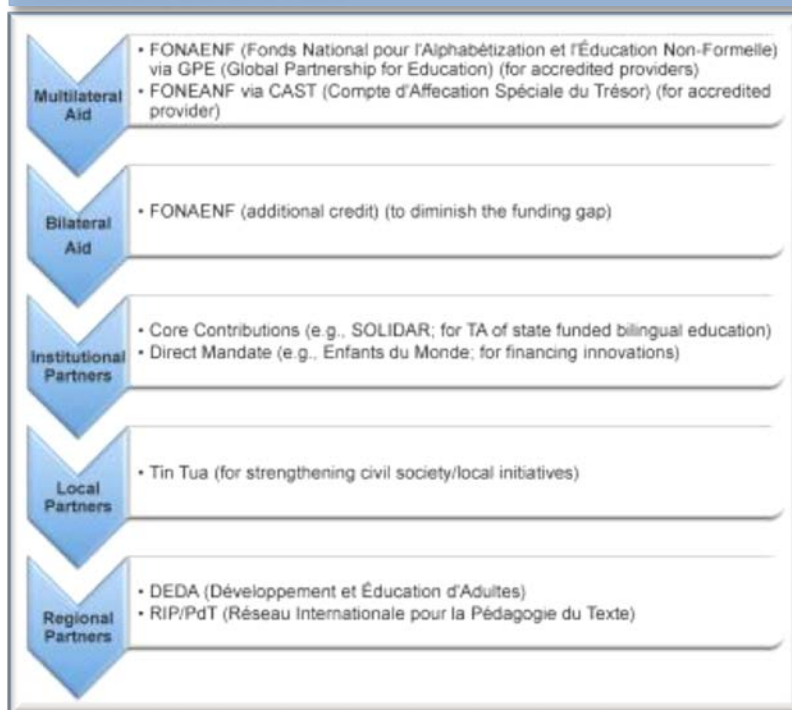 Multilateral
Aid
• FONAENF (Fonds National pour l'Alphabétization et l'Éducation Non-Formelle)
via GPE (Global Partnership for Education) (for accredited providers)
• FONEANF via CAST (Compte d'Affecation Spéciale du Trésor) (for accredited
provider)
Bilateral
Aid
• FONAENF (additional credit) (to diminish the funding gap)
Institutional
Partners
• Core Contributions (e.g., SOLIDAR; for TA of state funded bilingual education)
• Direct Mandate (e.g., Enfants du Monde; for financing innovations)
Local
Partners
• Tin Tua (for strengthening civil society/local initiatives)
Regional
Partners
• DEDA (Développement et Éducation d'Adultes)
• RIP/PdT (Réseau Internationale pour la Pédagogie du Texte)